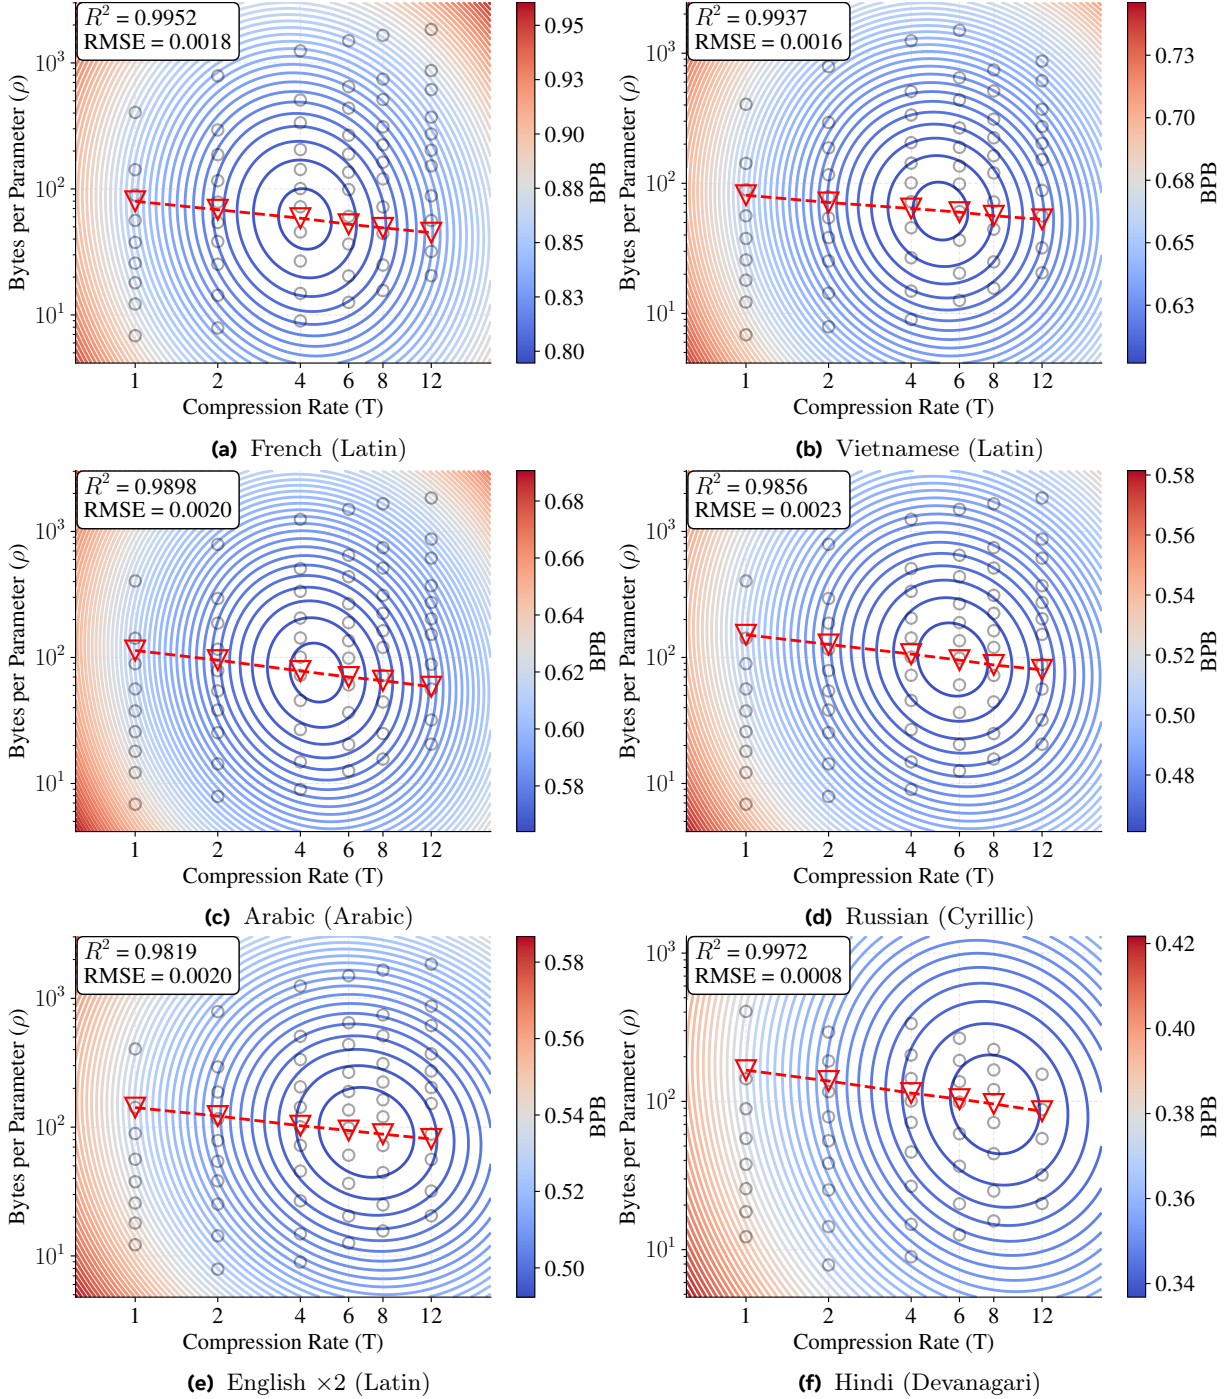 R² = 0.9952
RMSE = 0.0018
Bytes per Parameter (ρ)
10³
10²
10¹
1 2 4 6 8 12
Compression Rate (T)
0.95
0.93
0.90
0.88
0.85
0.83
0.80
BPB
(a) French (Latin)
R² = 0.9937
RMSE = 0.0016
Bytes per Parameter (ρ)
10³
10²
10¹
1 2 4 6 8 12
Compression Rate (T)
0.73
0.70
0.68
0.65
0.63
BPB
(b) Vietnamese (Latin)
R² = 0.9898
RMSE = 0.0020
Bytes per Parameter (ρ)
10³
10²
10¹
1 2 4 6 8 12
Compression Rate (T)
0.68
0.66
0.64
0.62
0.60
0.58
BPB
(c) Arabic (Arabic)
R² = 0.9856
RMSE = 0.0023
Bytes per Parameter (ρ)
10³
10²
10¹
1 2 4 6 8 12
Compression Rate (T)
0.58
0.56
0.54
0.52
0.50
0.48
BPB
(d) Russian (Cyrillic)
R² = 0.9819
RMSE = 0.0020
Bytes per Parameter (ρ)
10³
10²
10¹
1 2 4 6 8 12
Compression Rate (T)
0.58
0.56
0.54
0.52
0.50
BPB
(e) English ×2 (Latin)
R² = 0.9972
RMSE = 0.0008
Bytes per Parameter (ρ)
10³
10²
10¹
1 2 4 6 8 12
Compression Rate (T)
0.42
0.40
0.38
0.36
0.34
BPB
(f) Hindi (Devanagari)